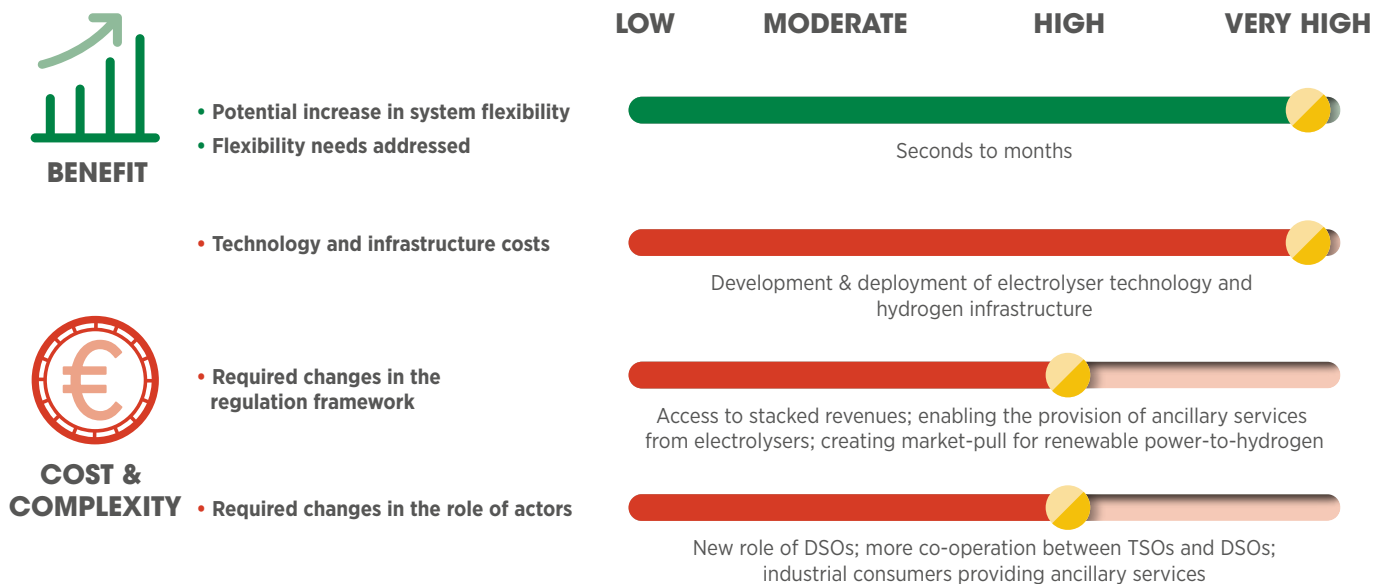 LOW MODERATE HIGH VERY HIGH
BENEFIT
• Potential increase in system flexibility
• Flexibility needs addressed
Seconds to months
• Technology and infrastructure costs
Development & deployment of electrolyser technology and
hydrogen infrastructure
€
COST &
COMPLEXITY
• Required changes in the
regulation framework
Access to stacked revenues; enabling the provision of ancillary services
from electrolysers; creating market-pull for renewable power-to-hydrogen
• Required changes in the role of actors
New role of DSOs; more co-operation between TSOs and DSOs;
industrial consumers providing ancillary services